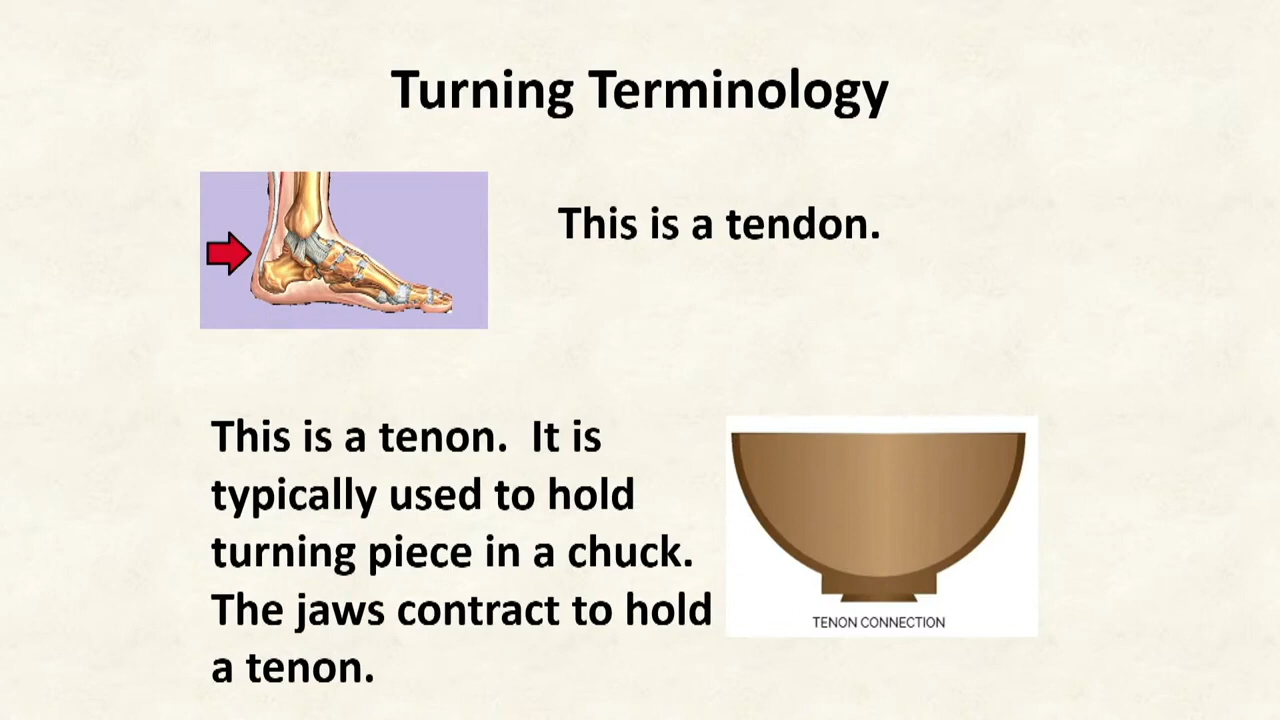 Turning Terminology
This is a tendon.
This is a tenon.  It is
typically used to hold
turning piece in a chuck.
The jaws contract to hold
a tenon.
TENON CONNECTION